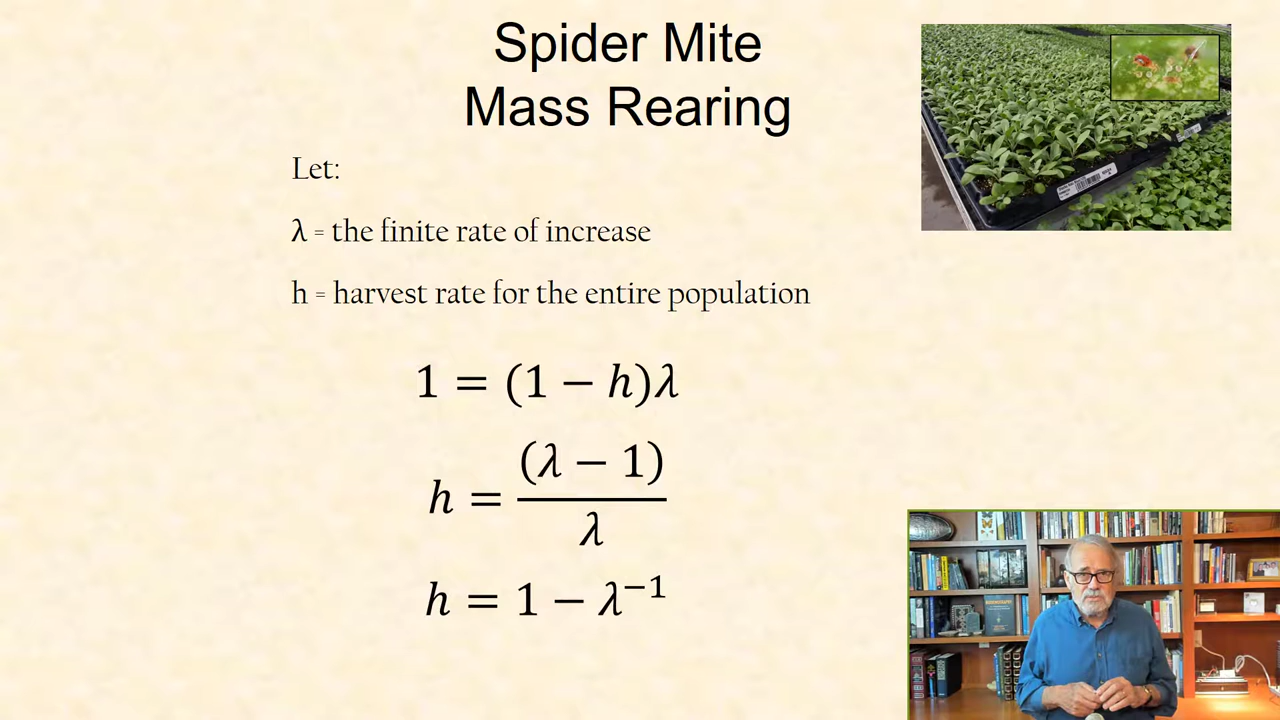 Spider Mite
Mass Rearing
Let:
λ = the finite rate of increase
h = harvest rate for the entire population
1 = (1 − h)λ
h = (λ − 1) / λ
h = 1 − λ⁻¹